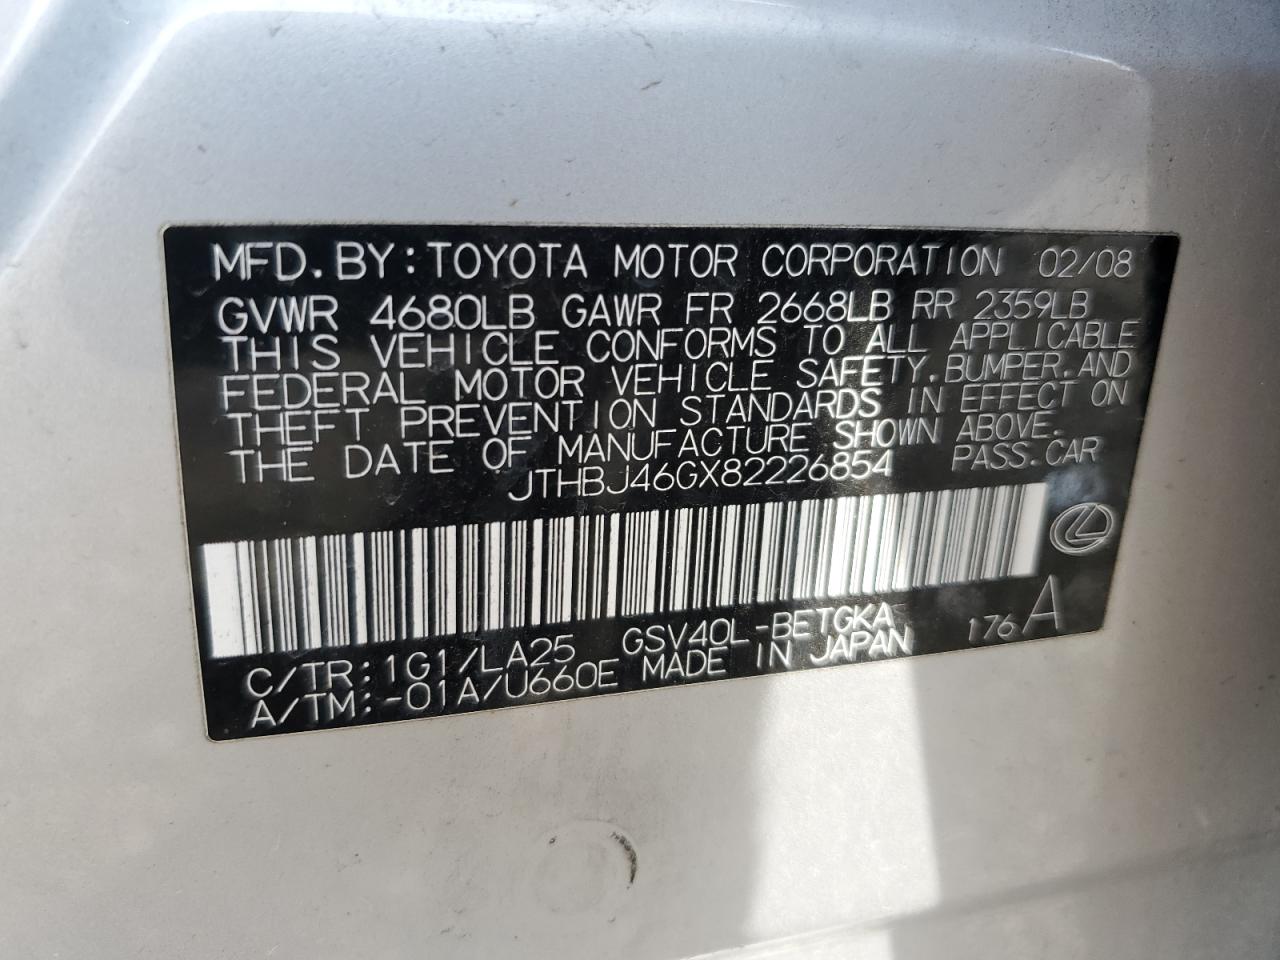 MFD. BY: TOYOTA MOTOR CORPORATION 02/08
GVWR 4680LB GAWR FR 2668LB RR 2359LB
THIS VEHICLE CONFORMS TO ALL APPLICABLE
FEDERAL MOTOR VEHICLE SAFETY, BUMPER, AND
THEFT PREVENTION STANDARDS IN EFFECT ON
THE DATE OF MANUFACTURE SHOWN ABOVE.
JTHBJ46GX82226854 PASS. CAR
C/TR: 1G1/LA25 GSV40L-BETGKA 176 A
A/TM: -01A/U660E MADE IN JAPAN